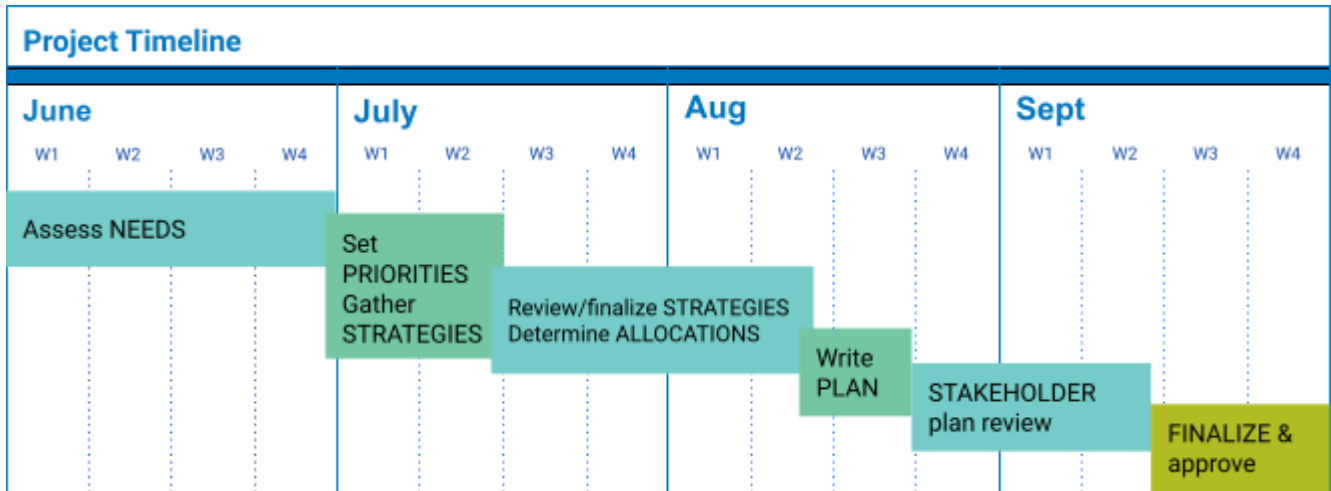 Project Timeline
June July Aug Sept
W1 W2 W3 W4 W1 W2 W3 W4 W1 W2 W3 W4 W1 W2 W3 W4
Assess NEEDS
Set
PRIORITIES
Gather
STRATEGIES
Review/finalize STRATEGIES
Determine ALLOCATIONS
Write
PLAN
STAKEHOLDER
plan review
FINALIZE &
approve